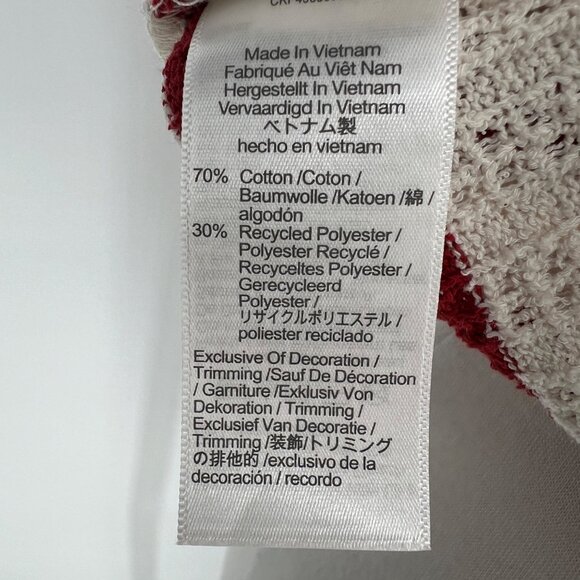 Made In Vietnam
Fabriqué Au Viêt Nam
Hergestellt In Vietnam
Vervaardigd In Vietnam
ベトナム製
hecho en vietnam
70% Cotton /Coton /
Baumwolle /Katoen /綿 /
algodón
30% Recycled Polyester /
Polyester Recyclé /
Recyceltes Polyester /
Gerecycleerd
Polyester /
リサイクルポリエステル /
poliester reciclado
Exclusive Of Decoration /
Trimming /Sauf De Décoration
/ Garniture /Exklusiv Von
Dekoration / Trimming /
Exclusief Van Decoratie /
Trimming /装飾/トリミング
の排他的 /exclusivo de la
decoración / recordo